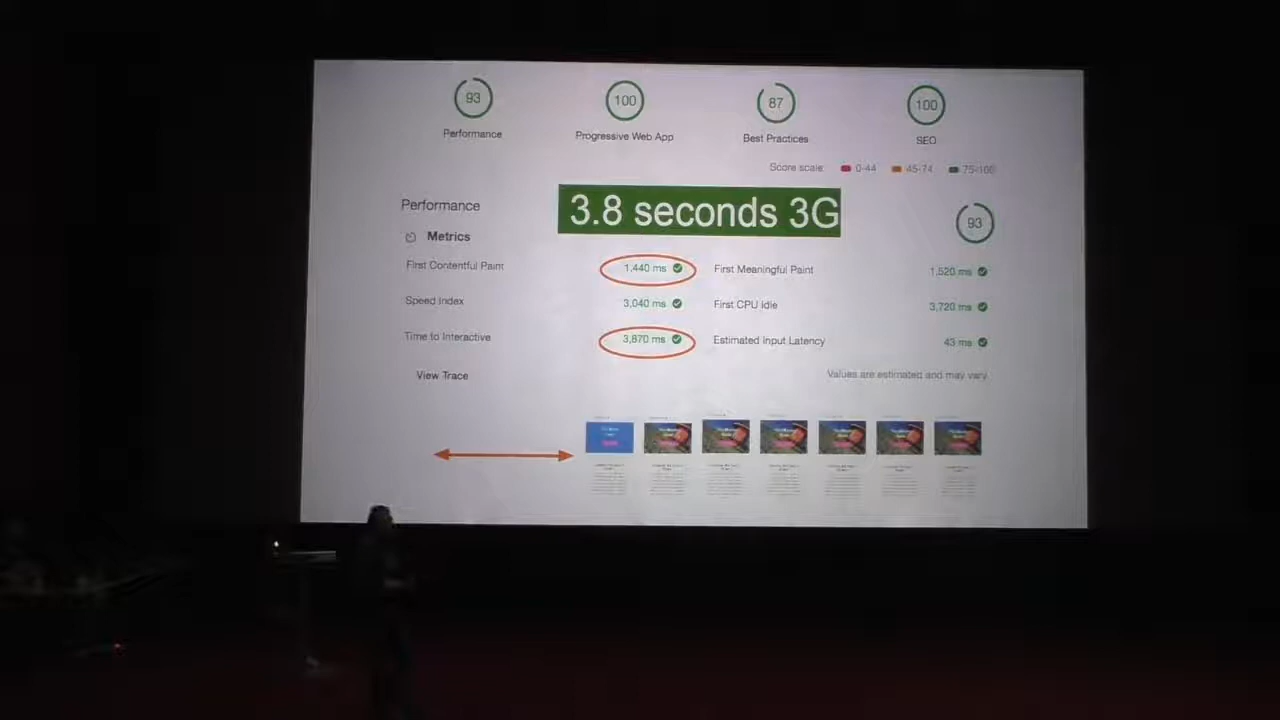 93 100 87 100
Performance Progressive Web App Best Practices SEO
Score scale: 0-44 45-74 75-100
Performance 3.8 seconds 3G 93
Metrics
First Contentful Paint 1,440 ms First Meaningful Paint 1,520 ms
Speed Index 3,040 ms First CPU Idle 3,720 ms
Time to Interactive 3,870 ms Estimated Input Latency 43 ms
View Trace Values are estimated and may vary.